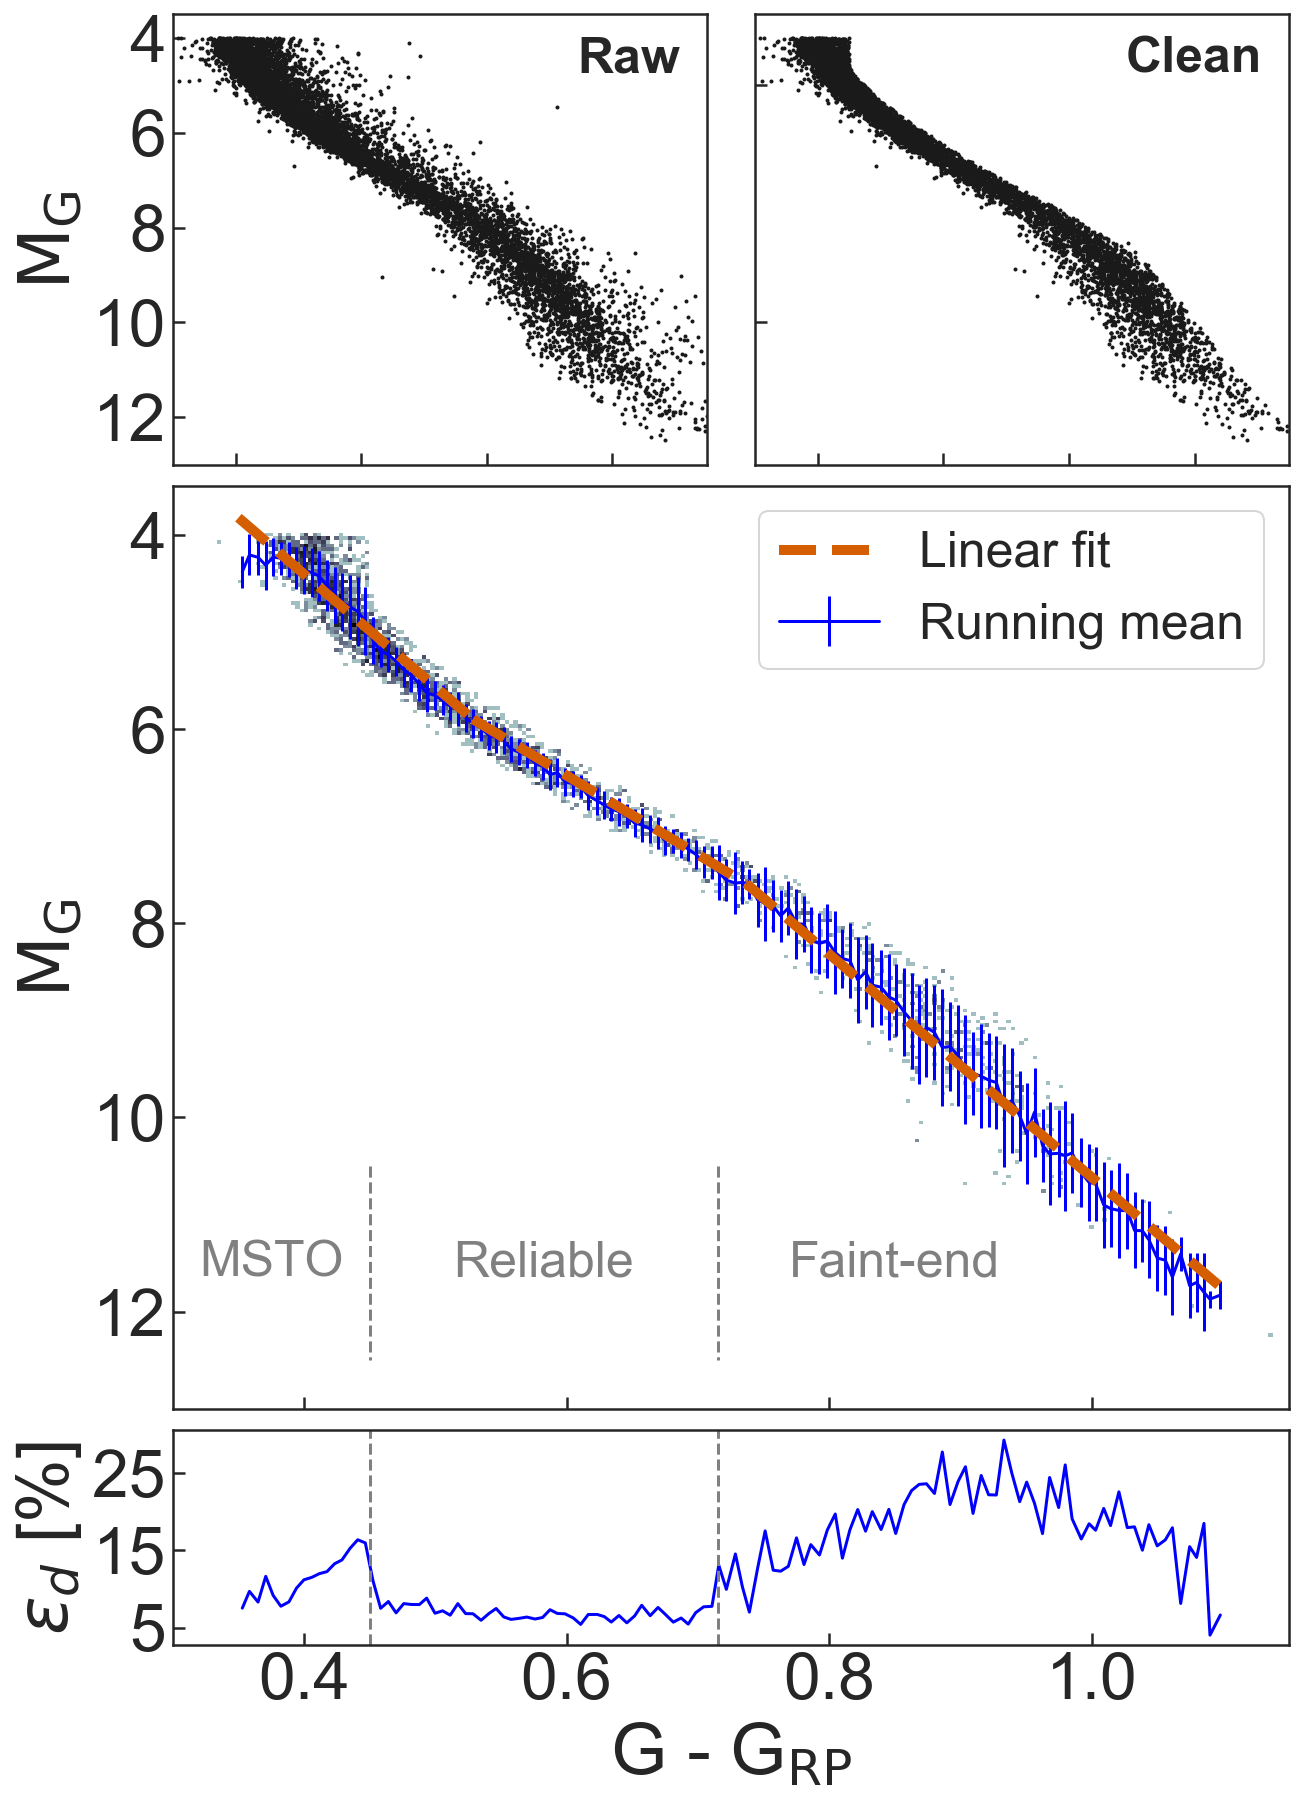 Raw
Clean
M_G
4
6
8
10
12
Linear fit
Running mean
M_G
4
6
8
10
12
MSTO
Reliable
Faint-end
ε_d [%]
25
15
5
0.4 0.6 0.8 1.0
G - G_RP